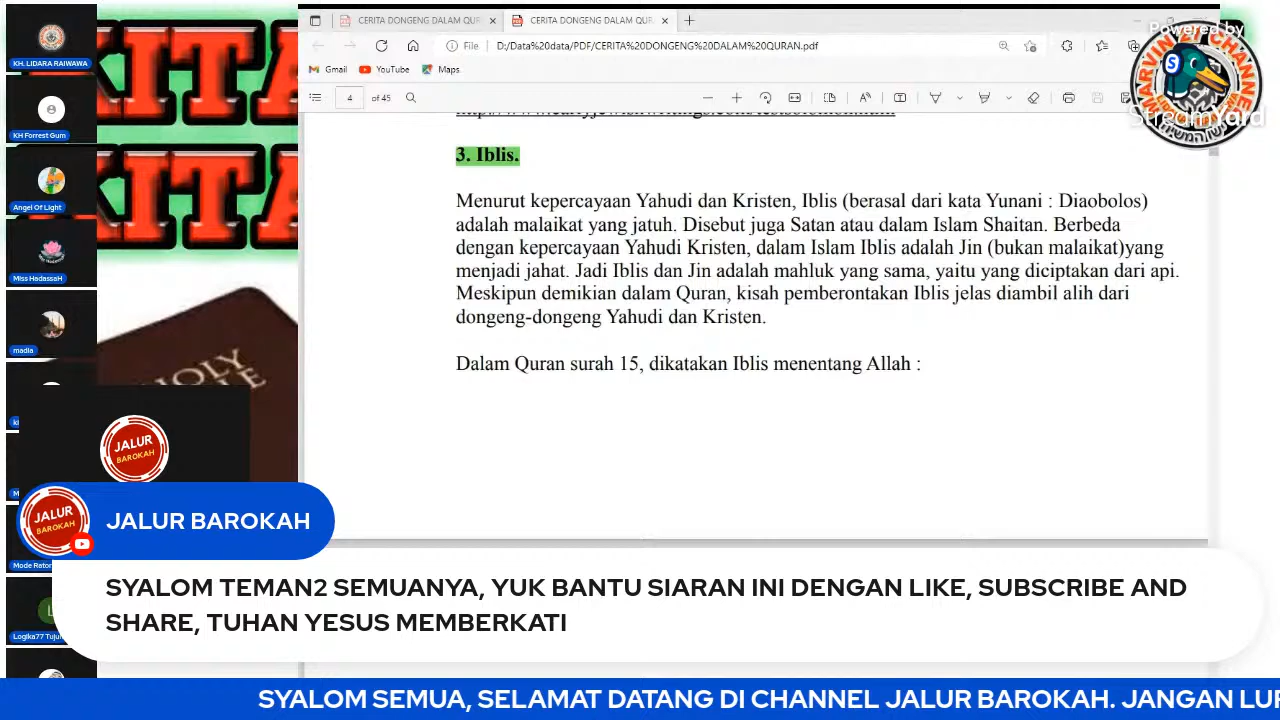 KH. LIDARA RAIWAWA
KH Forrest Gum
Angel Of Light
Miss HadassaH
madia
KITA
KITA
HOLY
CERITA DONGENG DALAM QUR
CERITA DONGENG DALAM QUR
File
D:/Data%20data/PDF/CERITA%20DONGENG%20DALAM%20QURAN.pdf
Gmail
YouTube
Maps
4
of 45
Powered by
StreamYard
MARVIN 27 CHANNEL
3. Iblis.
Menurut kepercayaan Yahudi dan Kristen, Iblis (berasal dari kata Yunani : Diaobolos)
adalah malaikat yang jatuh. Disebut juga Satan atau dalam Islam Shaitan. Berbeda
dengan kepercayaan Yahudi Kristen, dalam Islam Iblis adalah Jin (bukan malaikat)yang
menjadi jahat. Jadi Iblis dan Jin adalah mahluk yang sama, yaitu yang diciptakan dari api.
Meskipun demikian dalam Quran, kisah pemberontakan Iblis jelas diambil alih dari
dongeng-dongeng Yahudi dan Kristen.
Dalam Quran surah 15, dikatakan Iblis menentang Allah :
JALUR
BAROKAH
JALUR
BAROKAH
JALUR BAROKAH
Mode Rator
Logika77 Tujuh
SYALOM TEMAN2 SEMUANYA, YUK BANTU SIARAN INI DENGAN LIKE, SUBSCRIBE AND
SHARE, TUHAN YESUS MEMBERKATI
SYALOM SEMUA, SELAMAT DATANG DI CHANNEL JALUR BAROKAH. JANGAN LUP